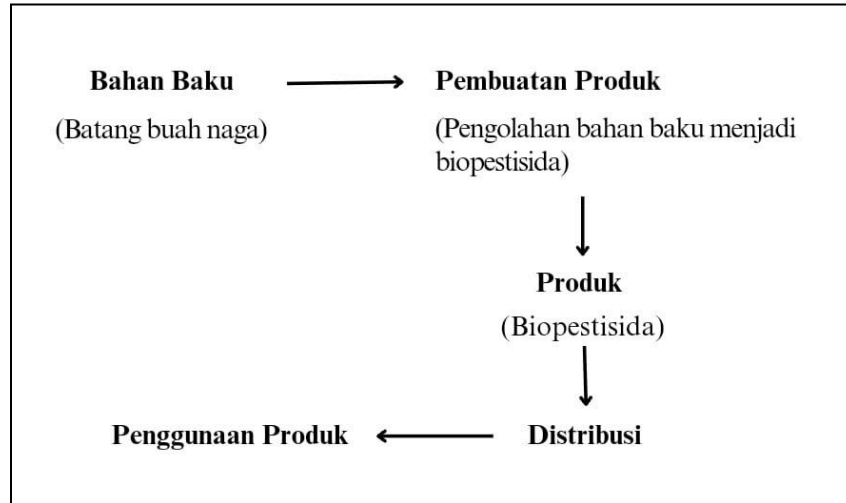 Bahan Baku
(Batang buah naga)
Pembuatan Produk
(Pengolahan bahan baku menjadi
biopestisida)
Produk
(Biopestisida)
Distribusi
Penggunaan Produk